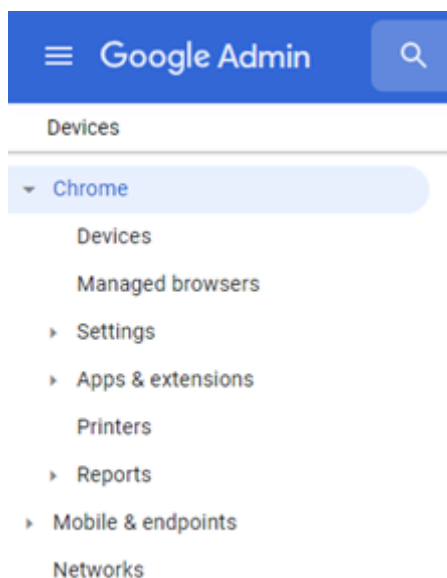 Google Admin
Devices
Chrome
Devices
Managed browsers
Settings
Apps & extensions
Printers
Reports
Mobile & endpoints
Networks